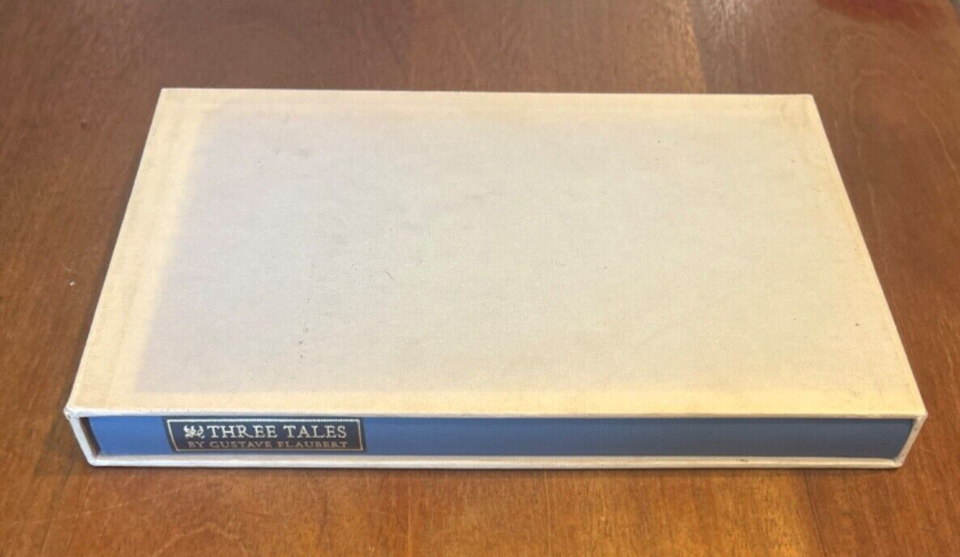 THREE TALES
BY GUSTAVE FLAUBERT